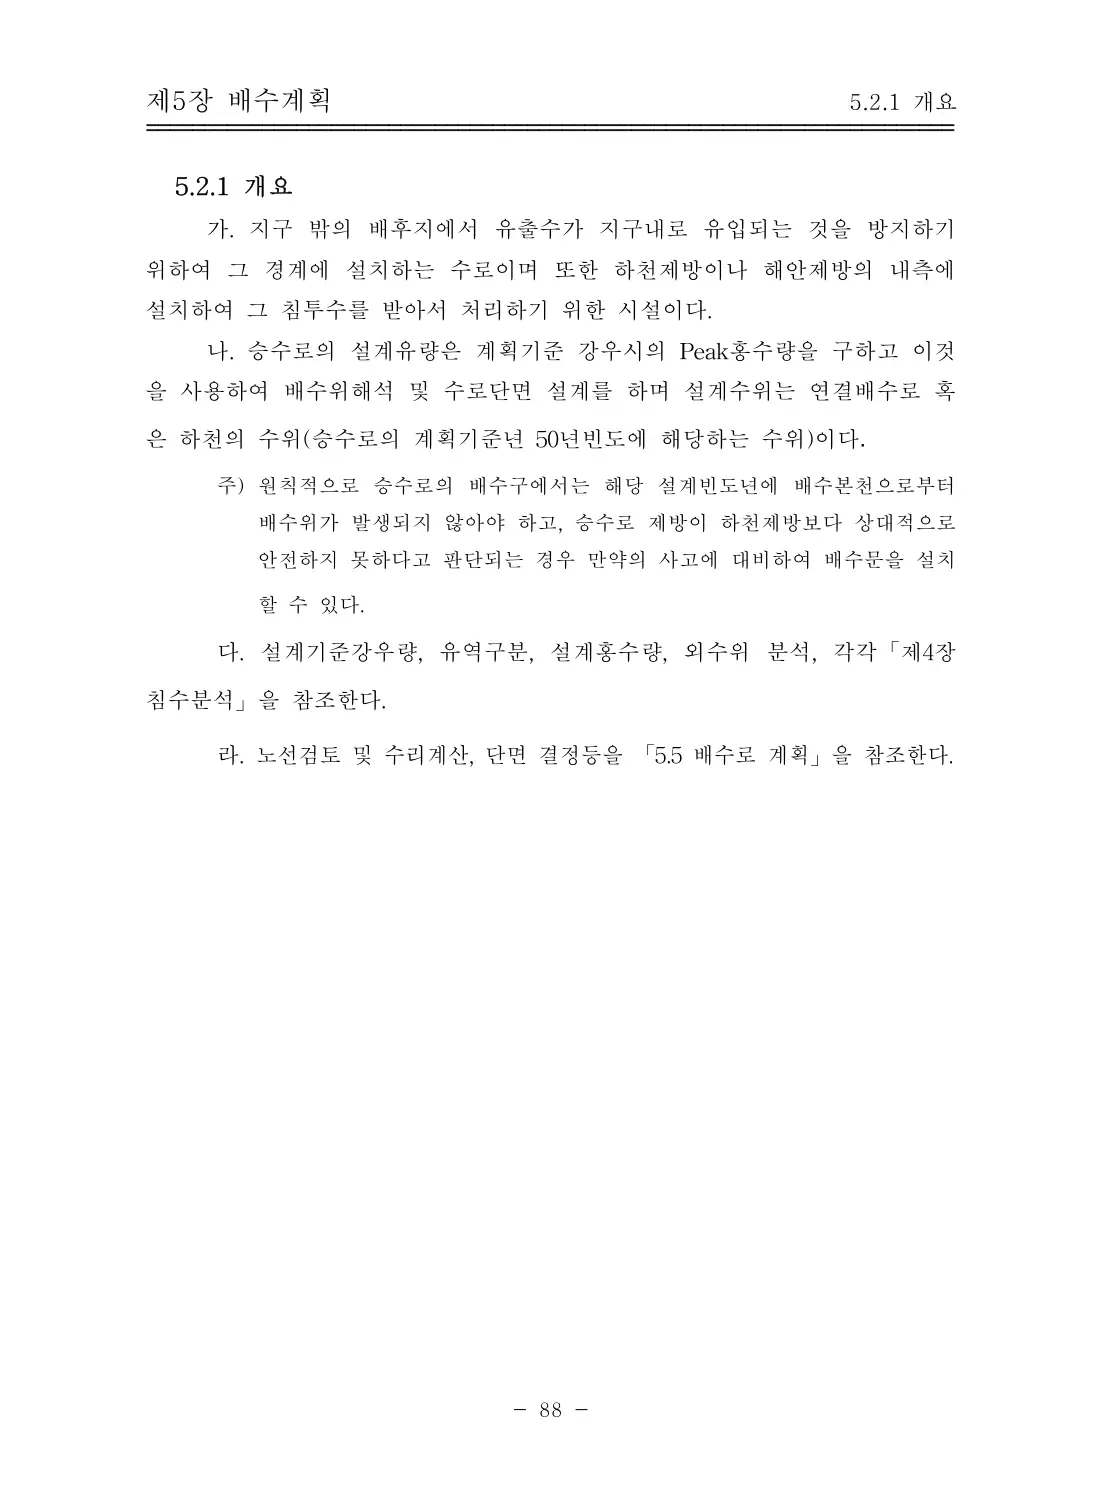 제5장 배수계획
5.2.1 개요
5.2.1 개요
가. 지구 밖의 배후지에서 유출수가 지구내로 유입되는 것을 방지하기
위하여 그 경계에 설치하는 수로이며 또한 하천제방이나 해안제방의 내측에
설치하여 그 침투수를 받아서 처리하기 위한 시설이다.
나. 승수로의 설계유량은 계획기준 강우시의 Peak홍수량을 구하고 이것
을 사용하여 배수위해석 및 수로단면 설계를 하며 설계수위는 연결배수로 혹
은 하천의 수위(승수로의 계획기준년 50년빈도에 해당하는 수위)이다.
주) 원칙적으로 승수로의 배수구에서는 해당 설계빈도년에 배수본천으로부터
배수위가 발생되지 않아야 하고, 승수로 제방이 하천제방보다 상대적으로
안전하지 못하다고 판단되는 경우 만약의 사고에 대비하여 배수문을 설치
할 수 있다.
다. 설계기준강우량, 유역구분, 설계홍수량, 외수위 분석, 각각「제4장
침수분석」을 참조한다.
라. 노선검토 및 수리계산, 단면 결정등을 「5.5 배수로 계획」을 참조한다.
- 88 -